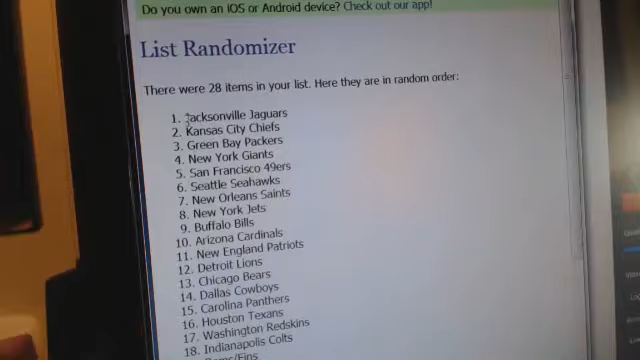 Do you own an iOS or Android device? Check out our app!
List Randomizer
There were 28 items in your list. Here they are in random order:
1. Jacksonville Jaguars
2. Kansas City Chiefs
3. Green Bay Packers
4. New York Giants
5. San Francisco 49ers
6. Seattle Seahawks
7. New Orleans Saints
8. New York Jets
9. Buffalo Bills
10. Arizona Cardinals
11. New England Patriots
12. Detroit Lions
13. Chicago Bears
14. Dallas Cowboys
15. Carolina Panthers
16. Houston Texans
17. Washington Redskins
18. Indianapolis Colts